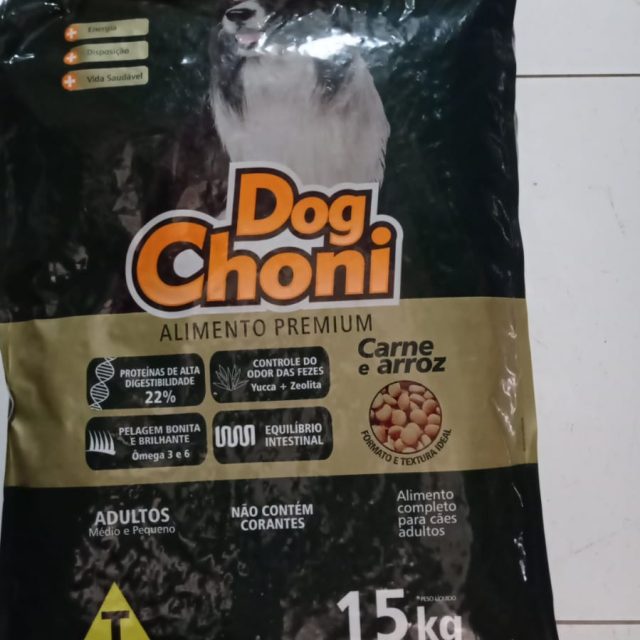 Energia
Disposição
Vida Saudável
Dog
Choni
ALIMENTO PREMIUM
PROTEÍNAS DE ALTA
DIGESTIBILIDADE
22%
CONTROLE DO
ODOR DAS FEZES
Yucca + Zeolita
PELAGEM BONITA
E BRILHANTE
Ômega 3 e 6
EQUILÍBRIO
INTESTINAL
Carne
e arroz
FORMATO E TEXTURA IDEAL
ADULTOS
Médio e Pequeno
NÃO CONTÉM
CORANTES
Alimento
completo
para cães
adultos
T
*PESO LÍQUIDO
15 kg